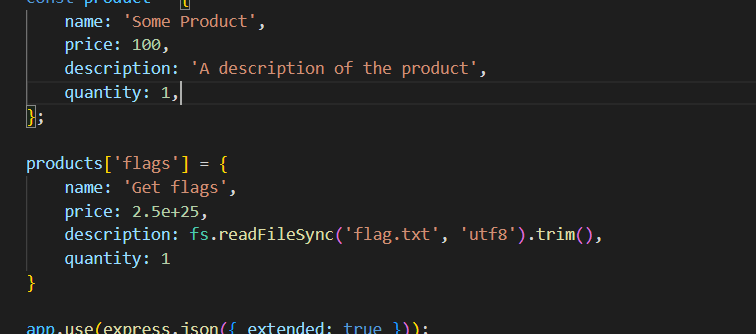 const product = {
name: 'Some Product',
price: 100,
description: 'A description of the product',
quantity: 1,
};
products['flags'] = {
name: 'Get flags',
price: 2.5e+25,
description: fs.readFileSync('flag.txt', 'utf8').trim(),
quantity: 1
}
app.use(express.json({ extended: true }));